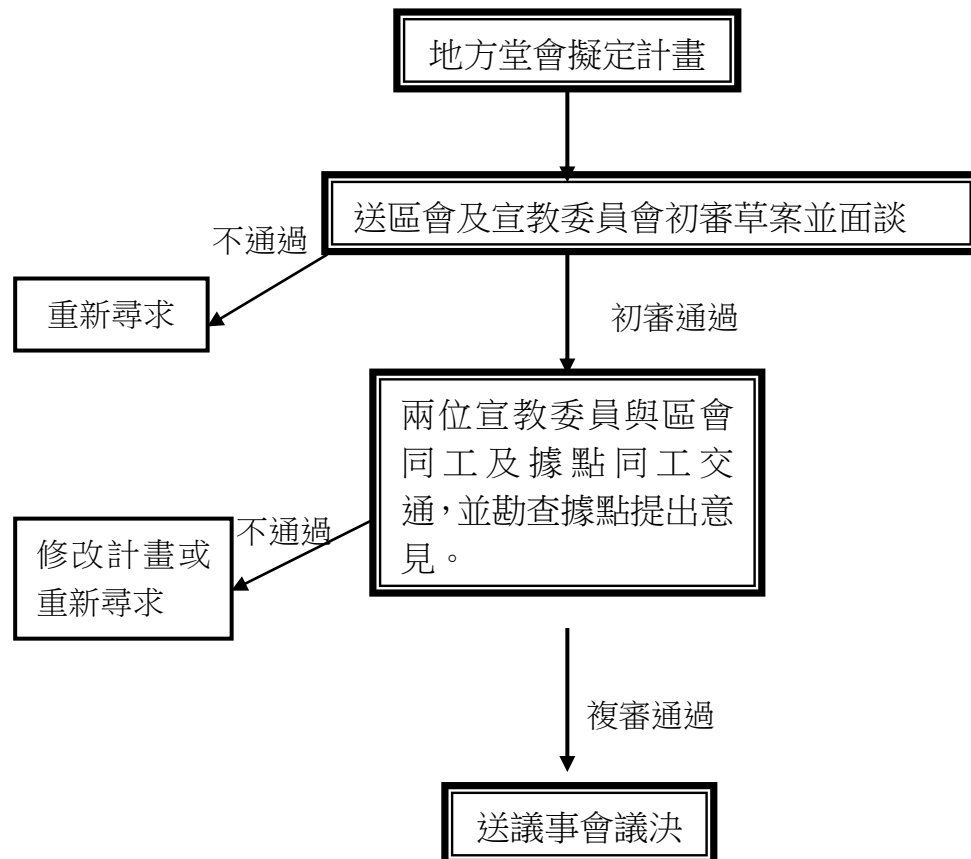 地方堂會擬定計畫
送區會及宣教委員會初審草案並面談
不通過
重新尋求
初審通過
兩位宣教委員與區會
同工及據點同工交
通，並勘查據點提出意
見。
不通過
修改計畫或
重新尋求
複審通過
送議事會議決